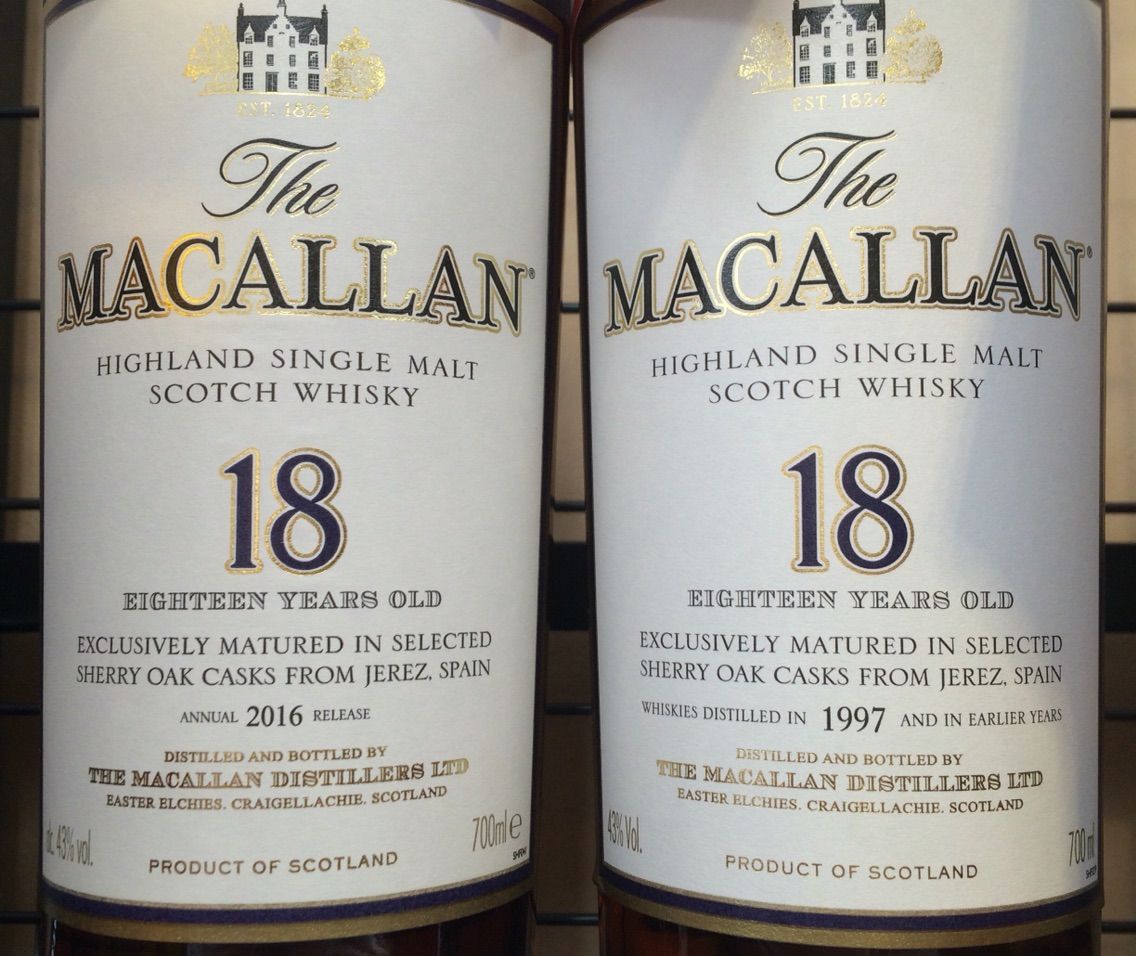 EST. 1824
The
MACALLAN®
HIGHLAND SINGLE MALT
SCOTCH WHISKY
18
EIGHTEEN YEARS OLD
EXCLUSIVELY MATURED IN SELECTED
SHERRY OAK CASKS FROM JEREZ, SPAIN
ANNUAL 2016 RELEASE
DISTILLED AND BOTTLED BY
THE MACALLAN DISTILLERS LTD
EASTER ELCHIES. CRAIGELLACHIE. SCOTLAND
43% vol.
700ml e
PRODUCT OF SCOTLAND
EST. 1824
The
MACALLAN®
HIGHLAND SINGLE MALT
SCOTCH WHISKY
18
EIGHTEEN YEARS OLD
EXCLUSIVELY MATURED IN SELECTED
SHERRY OAK CASKS FROM JEREZ, SPAIN
WHISKIES DISTILLED IN 1997 AND IN EARLIER YEARS
DISTILLED AND BOTTLED BY
THE MACALLAN DISTILLERS LTD
EASTER ELCHIES. CRAIGELLACHIE. SCOTLAND
43% Vol.
700 ml
PRODUCT OF SCOTLAND